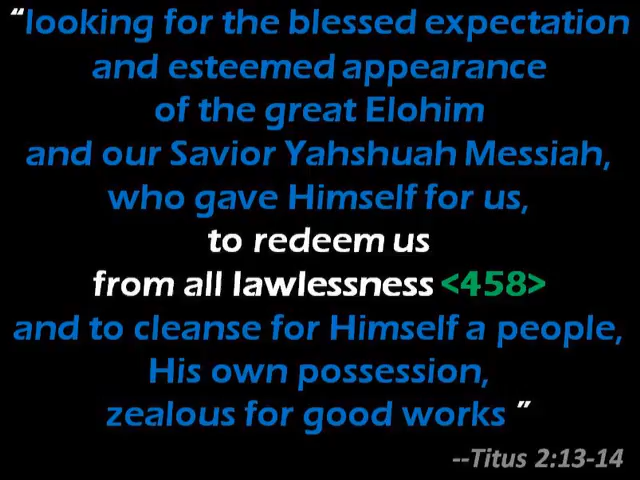 “looking for the blessed expectation
and esteemed appearance
of the great Elohim
and our Savior Yahshuah Messiah,
who gave Himself for us,
to redeem us
from all lawlessness <458>
and to cleanse for Himself a people,
His own possession,
zealous for good works ”
--Titus 2:13-14